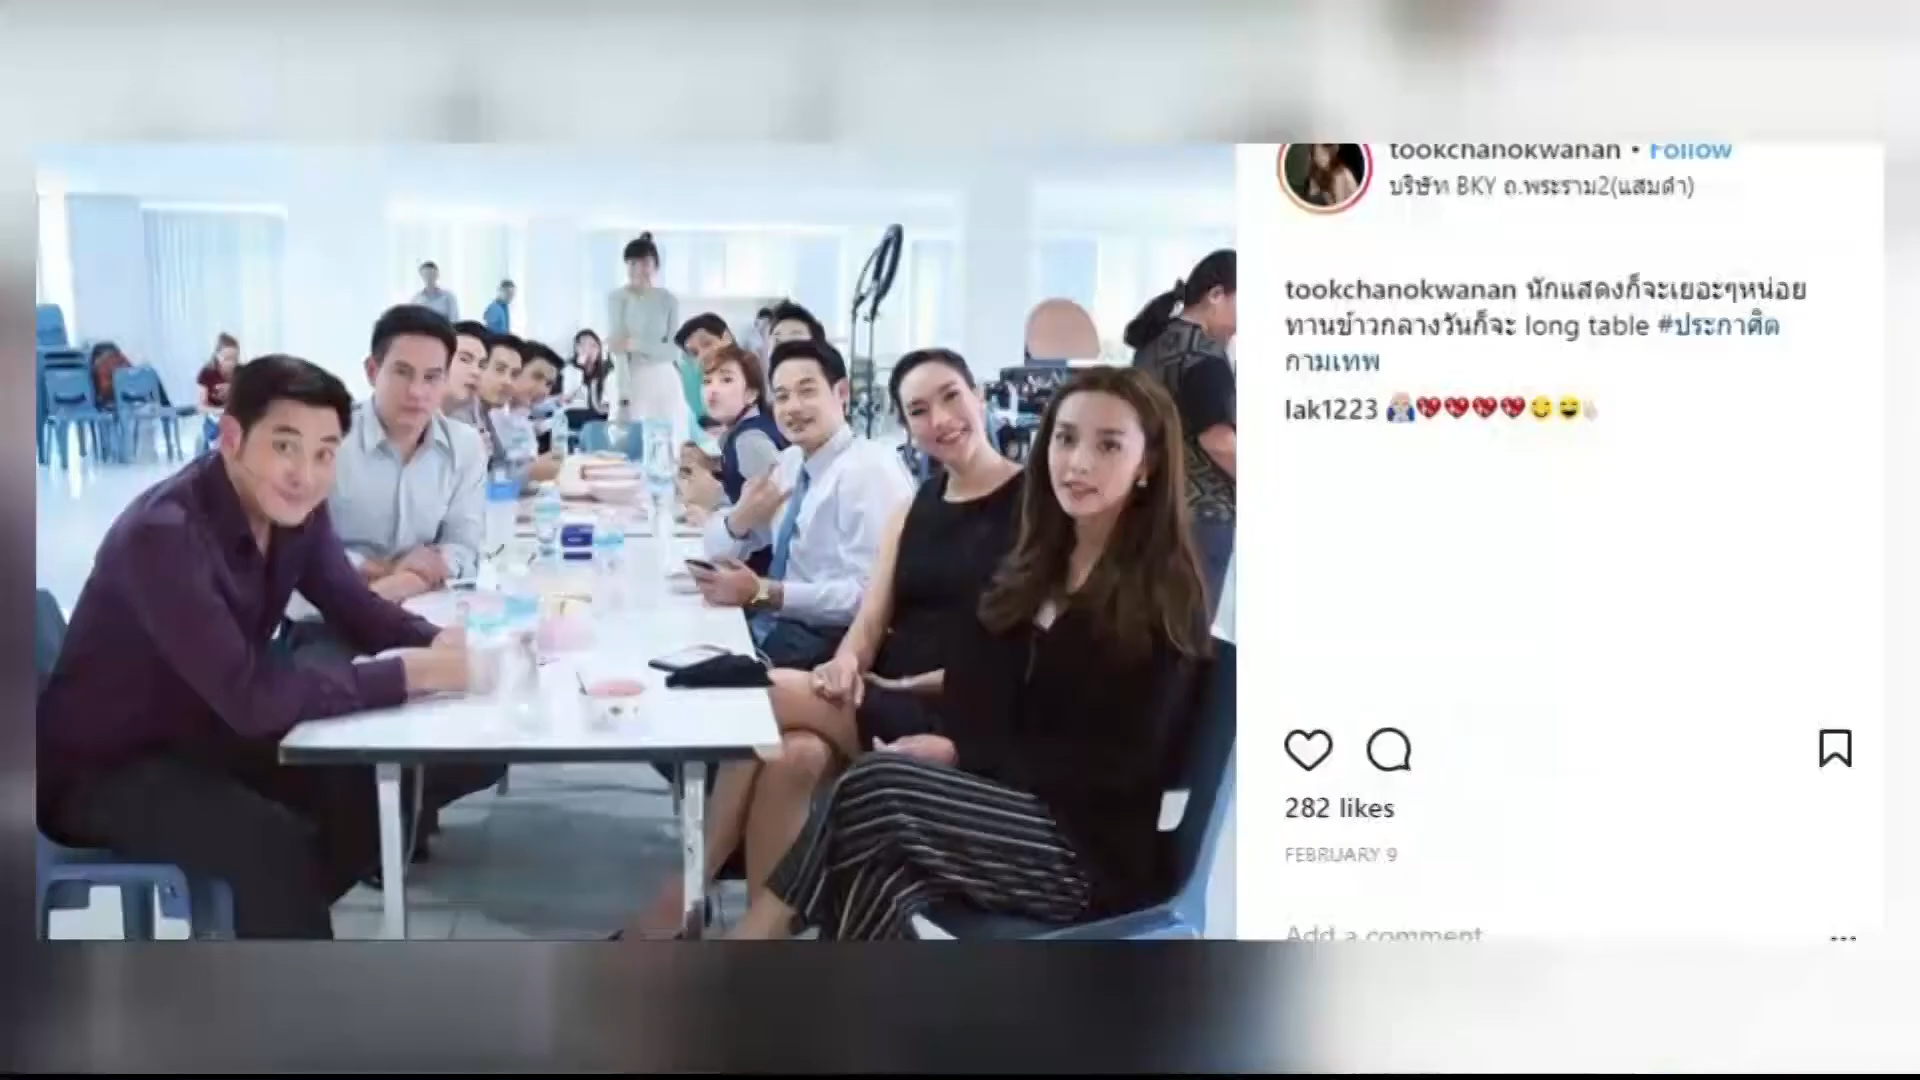 tookchanokwanan • Follow
บริษัท BKY ถ.พระราม2(แสมดำ)
tookchanokwanan นักแสดงก็จะเยอะๆหน่อย
ทานข้าวกลางวันก็จะ long table #ประกาศิต
กามเทพ
lak1223
282 likes
FEBRUARY 9
Add a comment